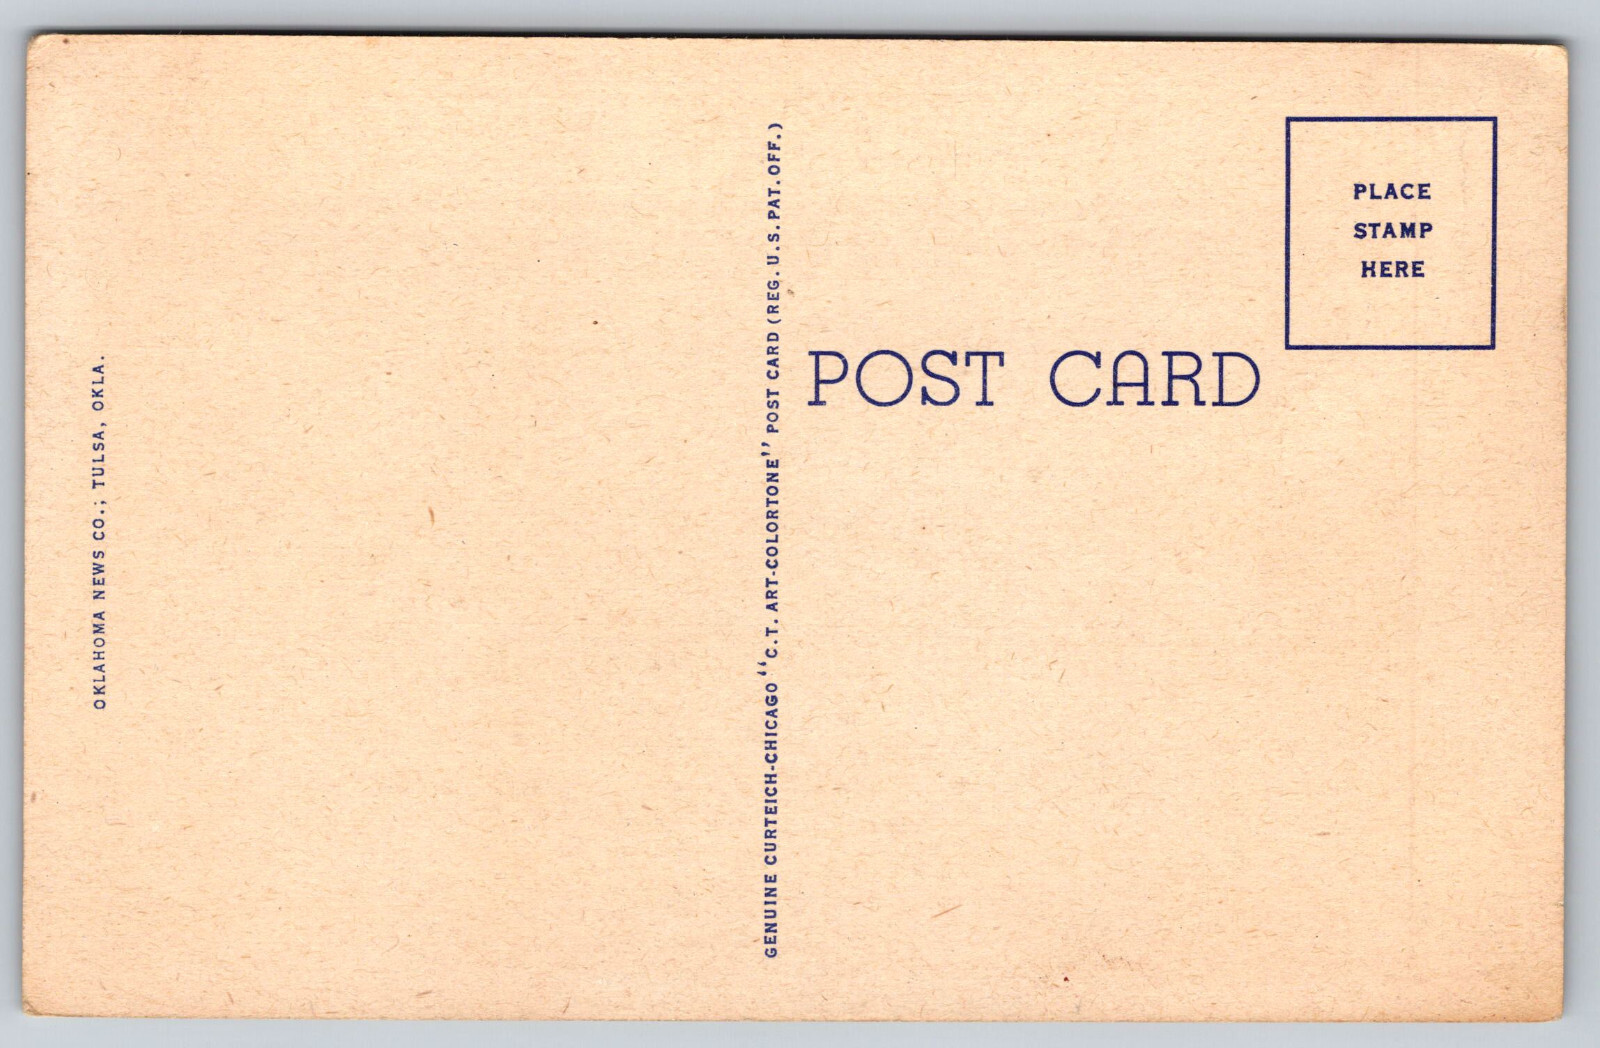 OKLAHOMA NEWS CO.; TULSA, OKLA.
GENUINE CURTEICH-CHICAGO "C.T. ART-COLORTONE" POST CARD (REG. U.S. PAT. OFF.)
PLACE
STAMP
HERE
POST CARD